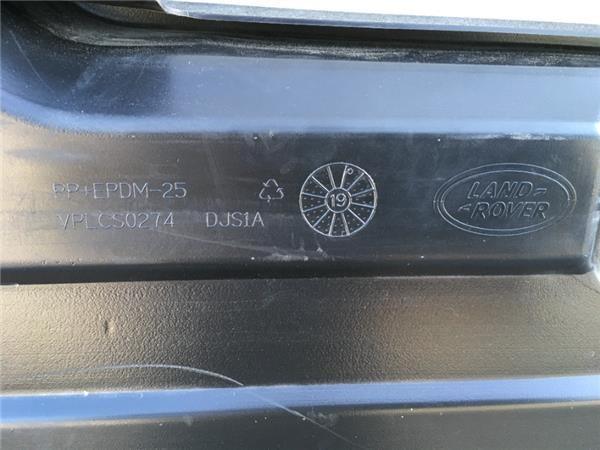 PP+EPDM-25
VPLCS0274 DJS1A
19
LAND-
-ROVER